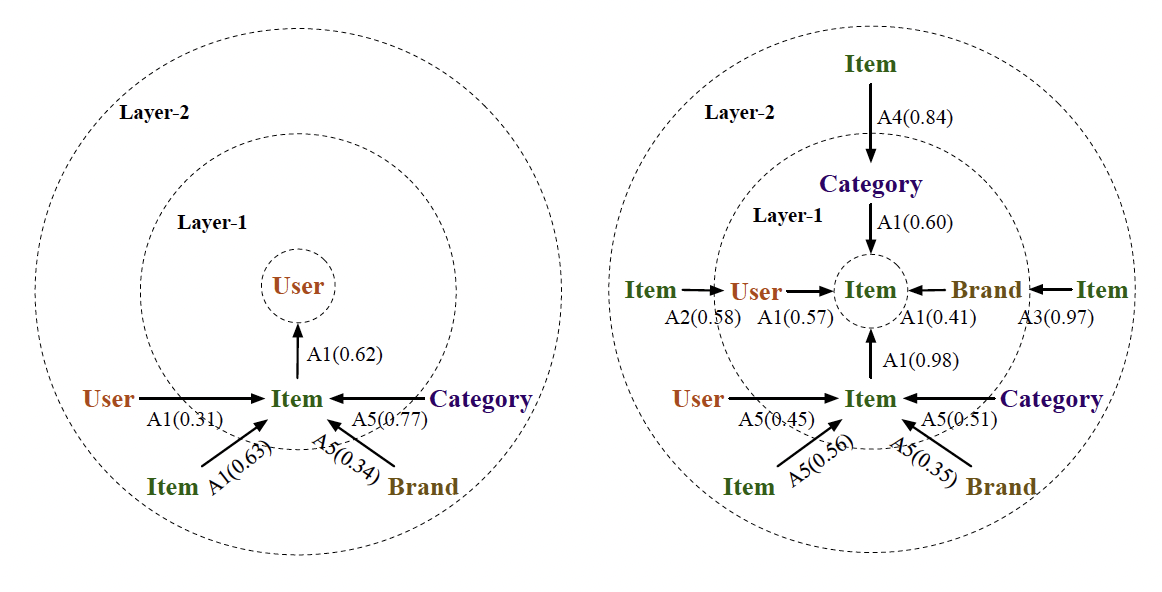 Layer-2
Layer-1
User
A1(0.62)
User
Item
Category
A1(0.31)
A5(0.77)
A1(0.63)
A5(0.34)
Item
Brand
Item
Layer-2
A4(0.84)
Category
Layer-1
A1(0.60)
Item
User
Item
Brand
Item
A2(0.58)
A1(0.57)
A1(0.41)
A3(0.97)
A1(0.98)
User
Item
Category
A5(0.45)
A5(0.51)
A5(0.56)
A5(0.35)
Item
Brand